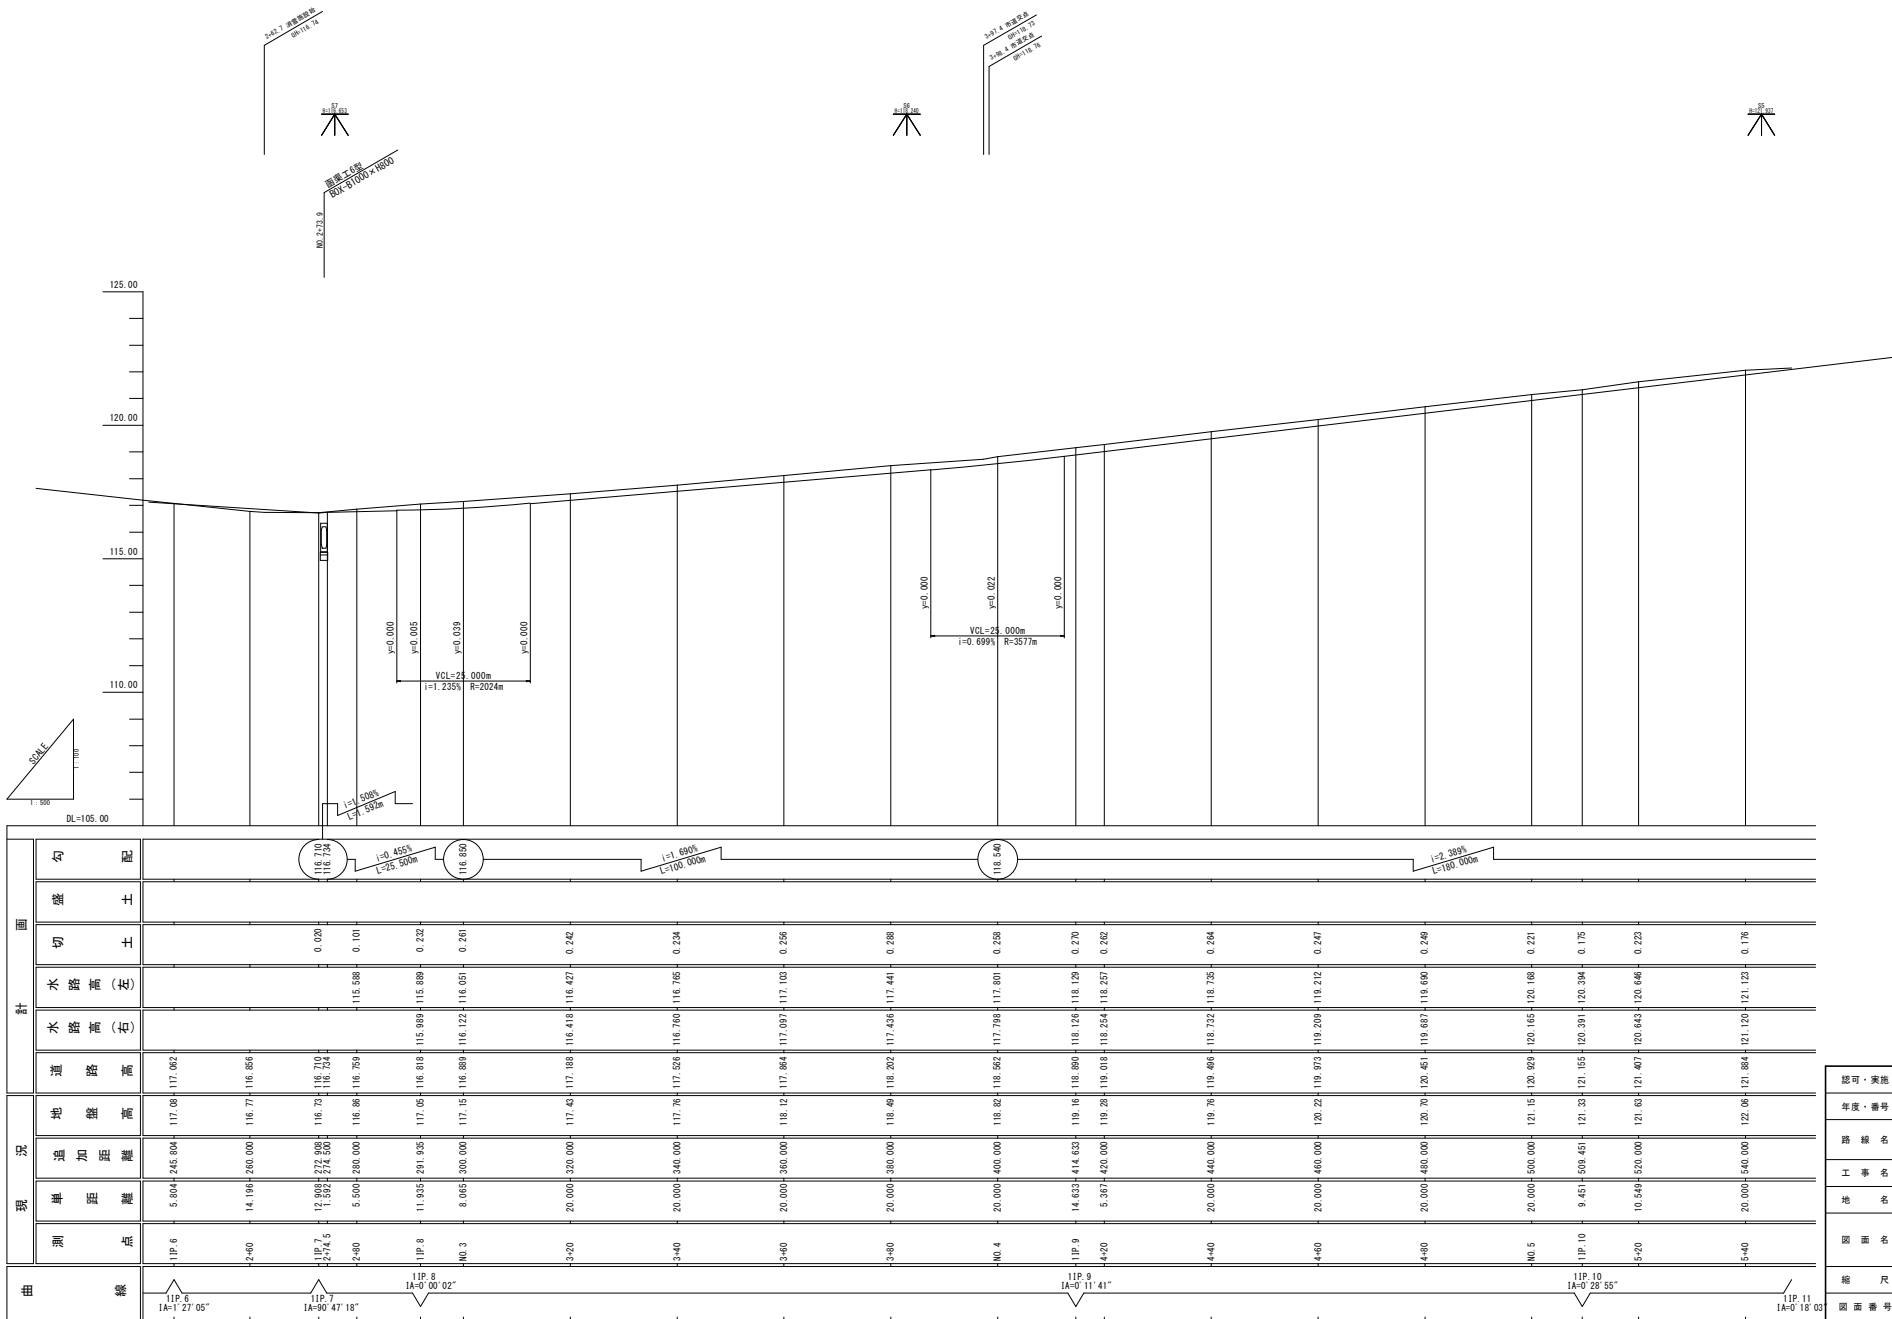 2+62.7 消雪施設始
GH=116.74
3+97.4 市道交点
GH=118.73
3+98.4 市道交点
GH=118.76
S7
H=116.653
S6
H=118.240
S5
H=121.937
函渠工6型
BOX-B1000×H800
NO.2+73.9
125.00
120.00
115.00
110.00
DL=105.00
SCALE
1:100
1:500
y=0.000
y=0.005
y=0.039
y=0.000
VCL=25.000m
i=1.235% R=2024m
y=0.000
y=0.022
y=0.000
VCL=25.000m
i=0.699% R=3577m
i=1.508%
L=1.592m
計画
勾配
116.710
116.734
i=0.455%
L=25.500m
116.850
i=1.690%
L=100.000m
118.540
i=2.389%
L=180.000m
盛土
切土 0.020 0.101 0.232 0.261 0.242 0.234 0.256 0.288 0.258 0.270 0.262 0.264 0.247 0.249 0.221 0.175 0.223 0.176
水路高(左) 115.588 115.889 116.051 116.427 116.765 117.103 117.441 117.801 118.129 118.257 118.735 119.212 119.690 120.168 120.394 120.646 121.123
水路高(右) 115.989 116.122 116.418 116.760 117.097 117.436 117.798 118.126 118.254 118.732 119.209 119.687 120.165 120.391 120.643 121.120
道路高 117.062 116.856 116.710 116.734 116.759 116.818 116.889 117.188 117.526 117.864 118.202 118.562 118.890 119.018 119.496 119.973 120.451 120.929 121.155 121.407 121.884
現況
地盤高 117.08 116.77 116.73 116.86 117.05 117.15 117.43 117.76 118.12 118.49 118.82 119.16 119.28 119.76 120.22 120.70 121.15 121.33 121.63 122.06
追加距離 245.804 260.000 272.908 274.500 280.000 291.935 300.000 320.000 340.000 360.000 380.000 400.000 414.633 420.000 440.000 460.000 480.000 500.000 509.451 520.000 540.000
単距離 5.804 14.196 12.908 1.592 5.500 11.935 8.065 20.000 20.000 20.000 20.000 20.000 14.633 5.367 20.000 20.000 20.000 20.000 9.451 10.549 20.000
測点 1IP.6 2+60 1IP.7 2+74.5 2+80 1IP.8 NO.3 3+20 3+40 3+60 3+80 NO.4 1IP.9 4+20 4+40 4+60 4+80 NO.5 1IP.10 5+20 5+40
曲線
1IP.6
IA=1°27'05"
1IP.7
IA=90°47'18"
1IP.8
IA=0°00'02"
1IP.9
IA=0°11'41"
1IP.10
IA=0°28'55"
1IP.11
IA=0°18'03"
認可・実施
年度・番号
路線名
工事名
地名
図面名
縮尺
図面番号